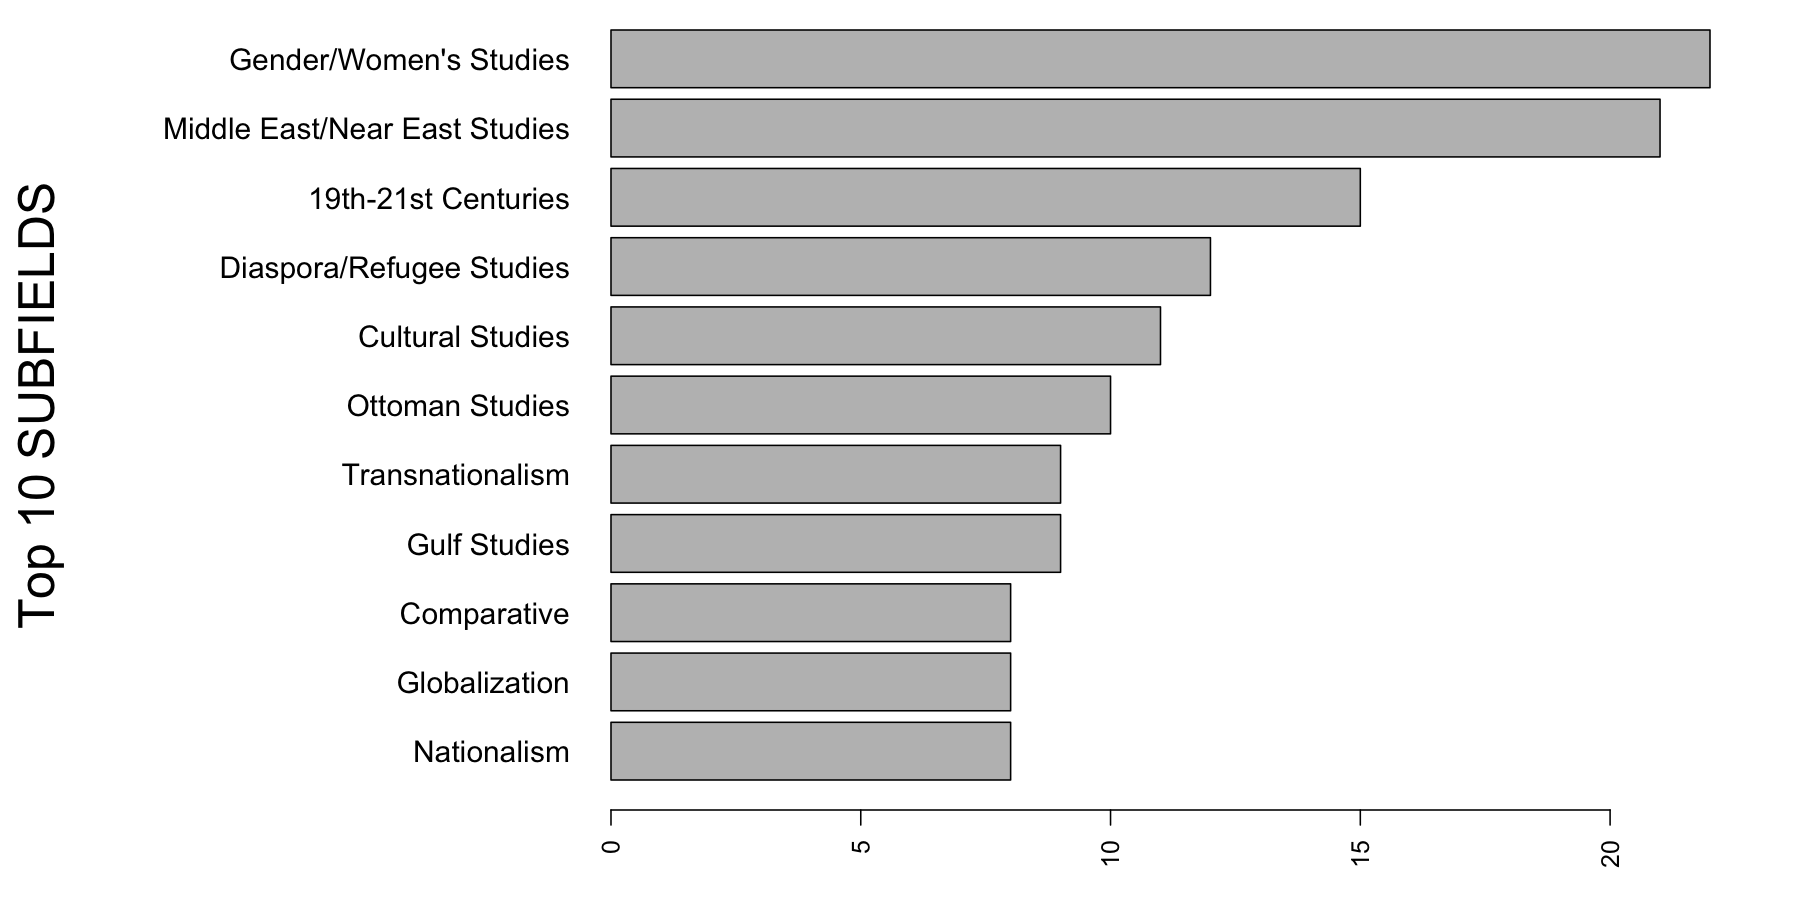 Top 10 SUBFIELDS
Gender/Women's Studies
Middle East/Near East Studies
19th-21st Centuries
Diaspora/Refugee Studies
Cultural Studies
Ottoman Studies
Transnationalism
Gulf Studies
Comparative
Globalization
Nationalism
0
5
10
15
20